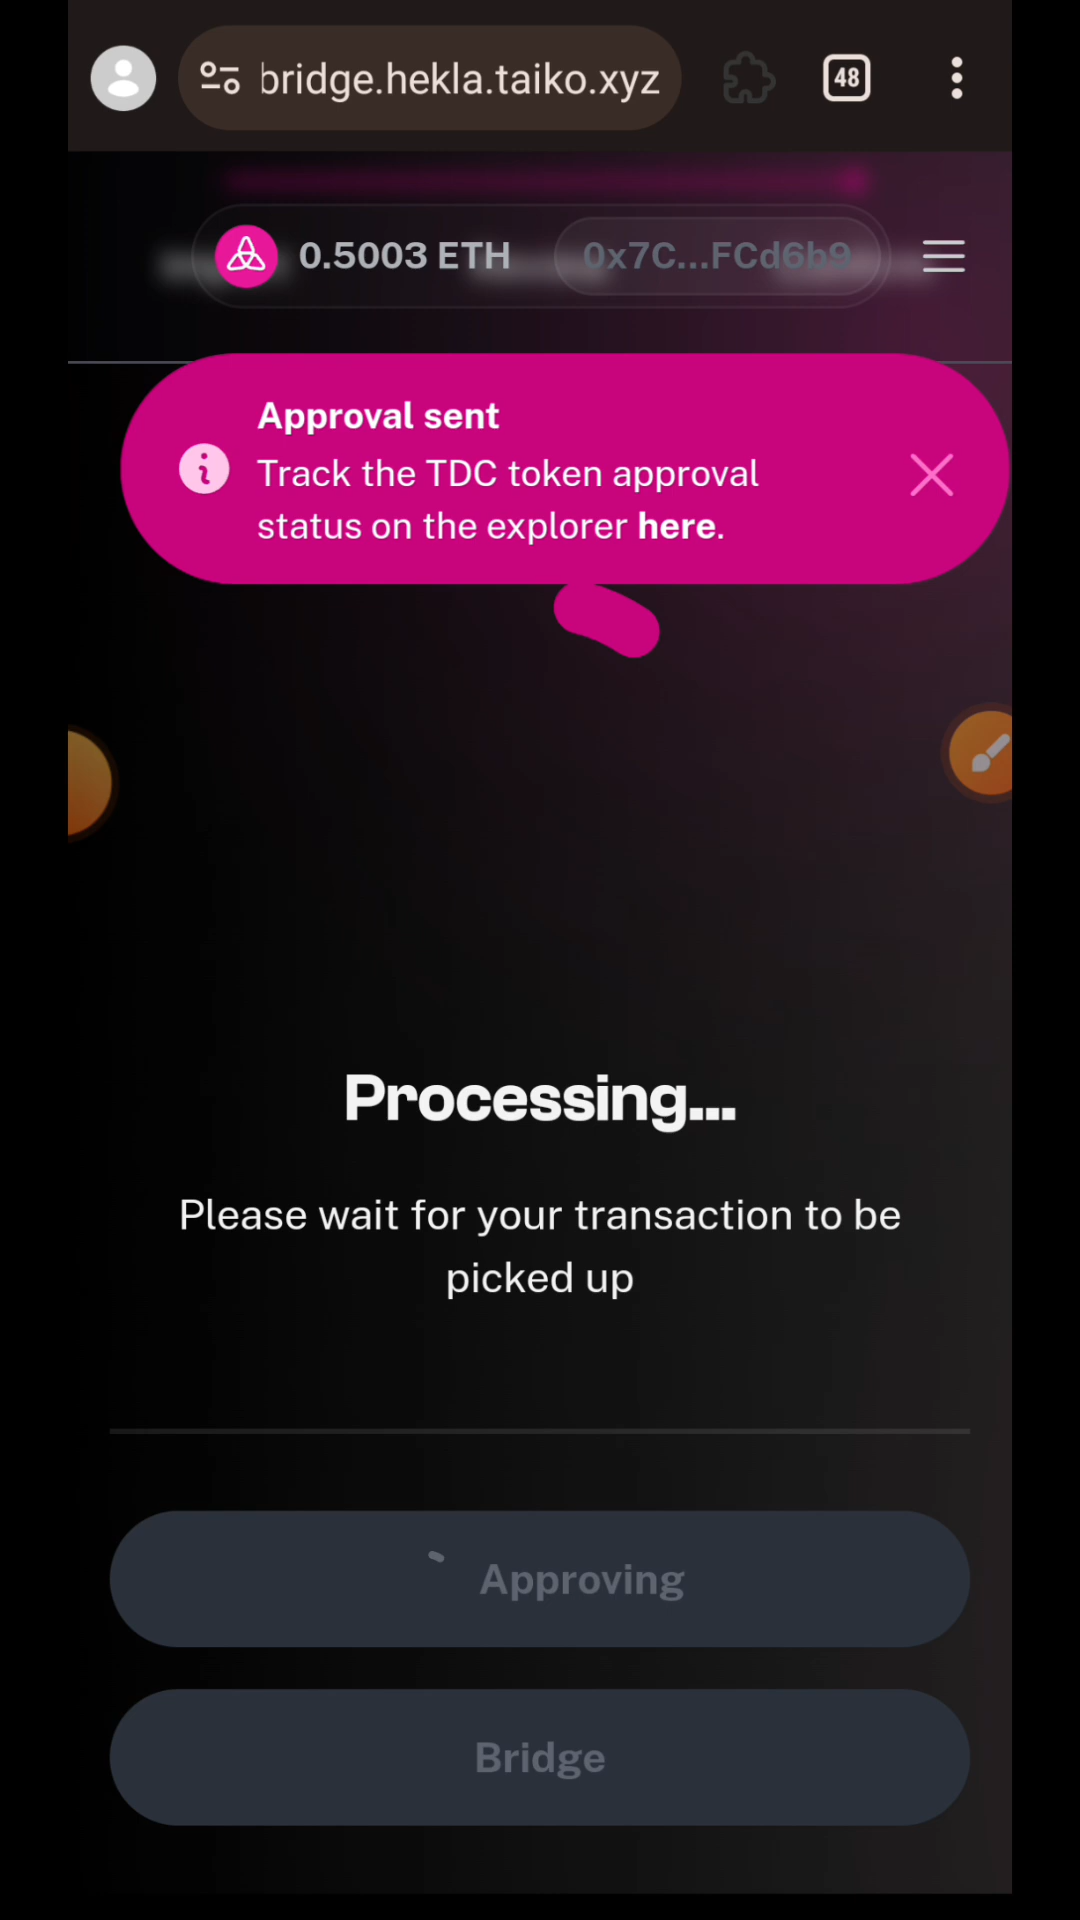 bridge.hekla.taiko.xyz
48
0.5003 ETH
0x7C...FCd6b9
Approval sent
Track the TDC token approval
status on the explorer here.
Processing...
Please wait for your transaction to be
picked up
Approving
Bridge